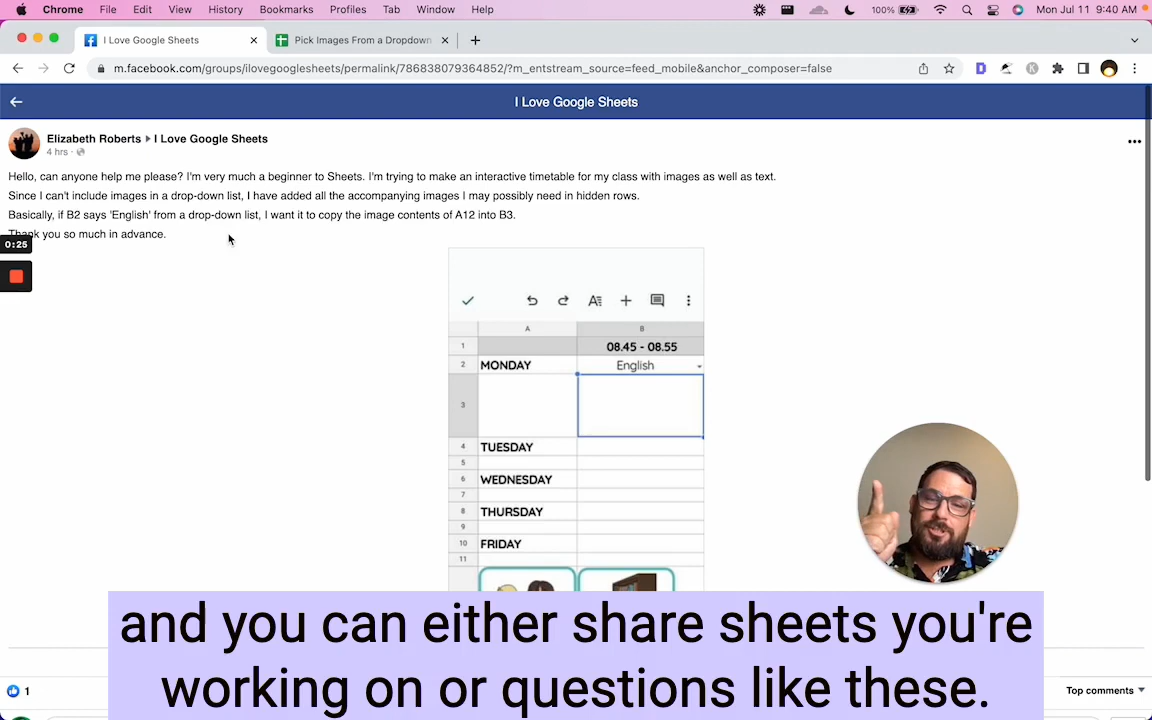 Chrome File Edit View History Bookmarks Profiles Tab Window Help 100% Mon Jul 11 9:40 AM
I Love Google Sheets Pick Images From a Dropdown
m.facebook.com/groups/ilovegooglesheets/permalink/786838079364852/?m_entstream_source=feed_mobile&anchor_composer=false
I Love Google Sheets
Elizabeth Roberts I Love Google Sheets
4 hrs ·
Hello, can anyone help me please? I'm very much a beginner to Sheets. I'm trying to make an interactive timetable for my class with images as well as text.
Since I can't include images in a drop-down list, I have added all the accompanying images I may possibly need in hidden rows.
Basically, if B2 says 'English' from a drop-down list, I want it to copy the image contents of A12 into B3.
Thank you so much in advance.
0:25
A B
1 08.45 - 08.55
2 MONDAY English
3
4 TUESDAY
5
6 WEDNESDAY
7
8 THURSDAY
9
10 FRIDAY
11
and you can either share sheets you're
working on or questions like these.
1
Top comments